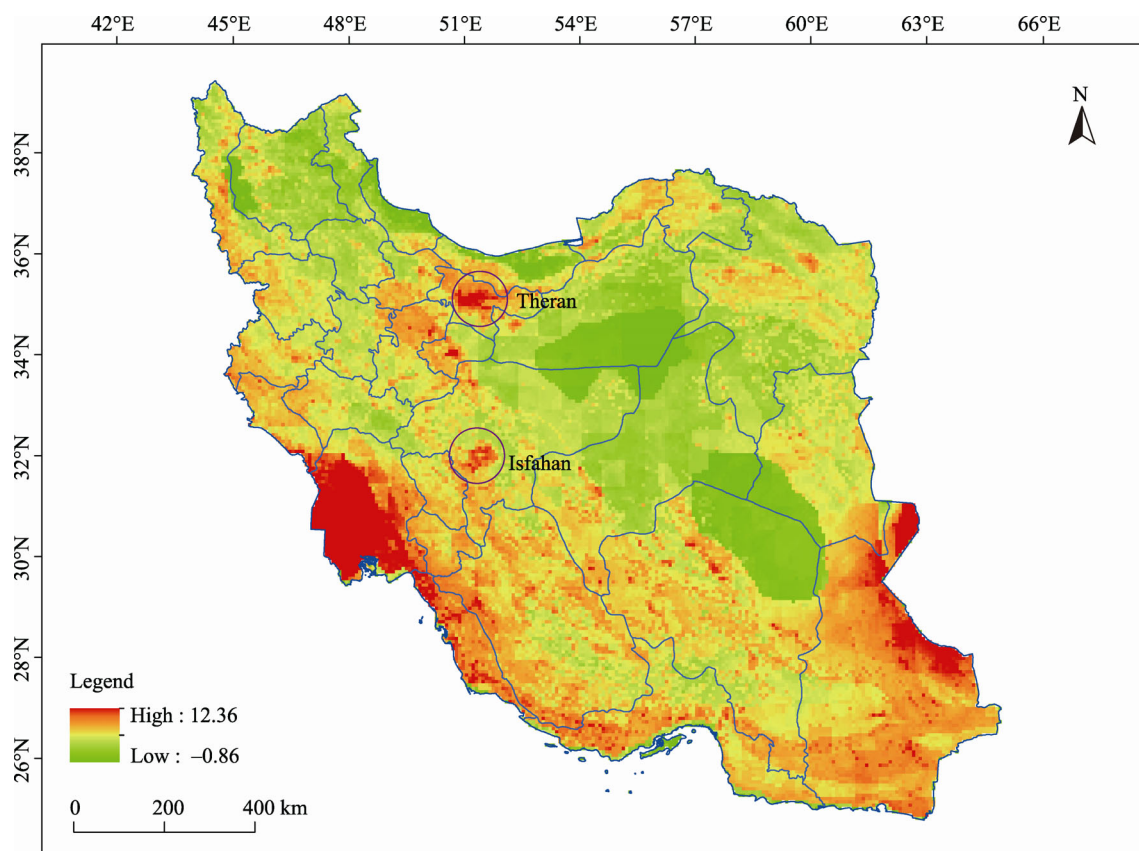 42°E 45°E 48°E 51°E 54°E 57°E 60°E 63°E 66°E
N
38°N
36°N
Theran
34°N
32°N
Isfahan
30°N
28°N
Legend
High : 12.36
Low : –0.86
26°N
0 200 400 km